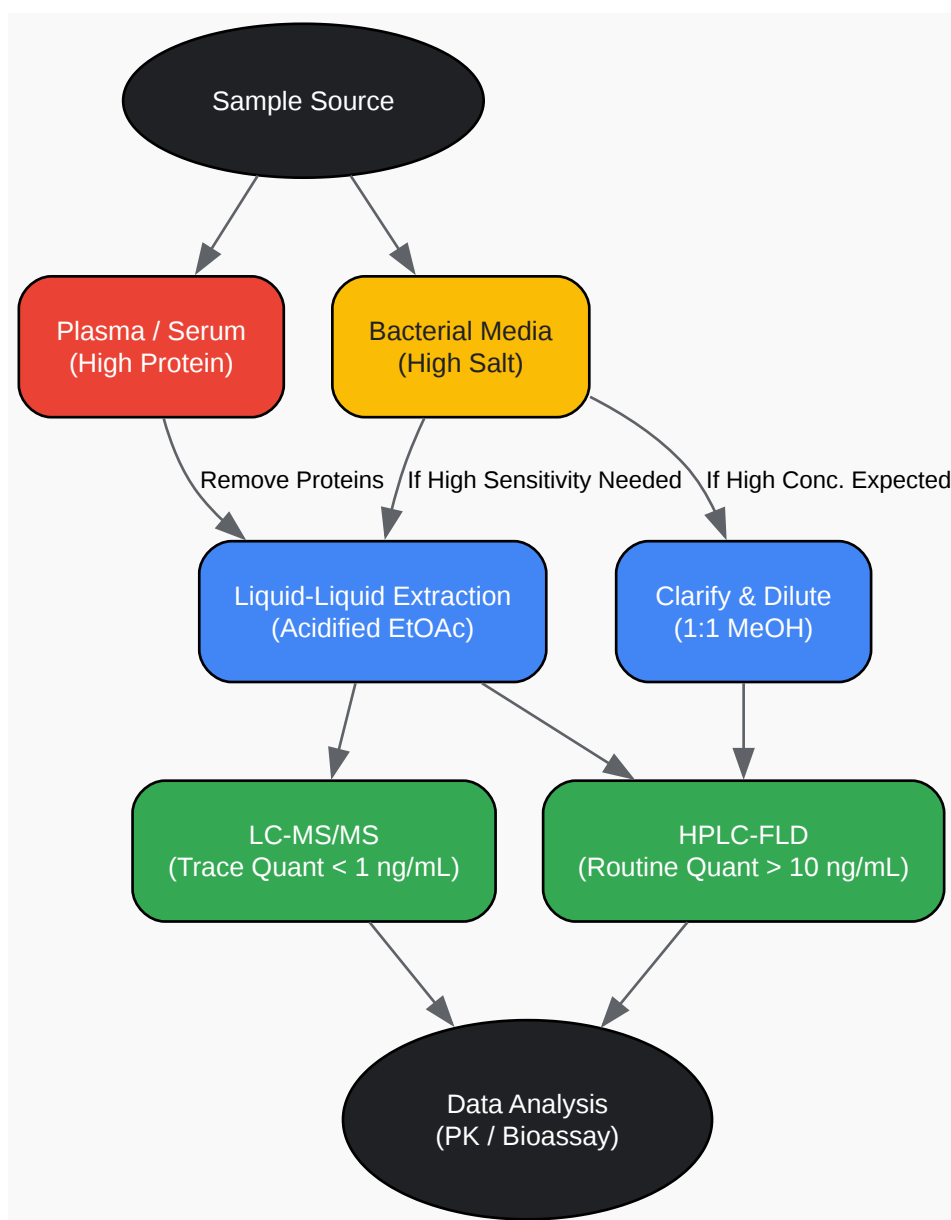 Sample Source
Plasma / Serum
(High Protein)
Bacterial Media
(High Salt)
Remove Proteins
If High Sensitivity Needed
If High Conc. Expected
Liquid-Liquid Extraction
(Acidified EtOAc)
Clarify & Dilute
(1:1 MeOH)
LC-MS/MS
(Trace Quant < 1 ng/mL)
HPLC-FLD
(Routine Quant > 10 ng/mL)
Data Analysis
(PK / Bioassay)